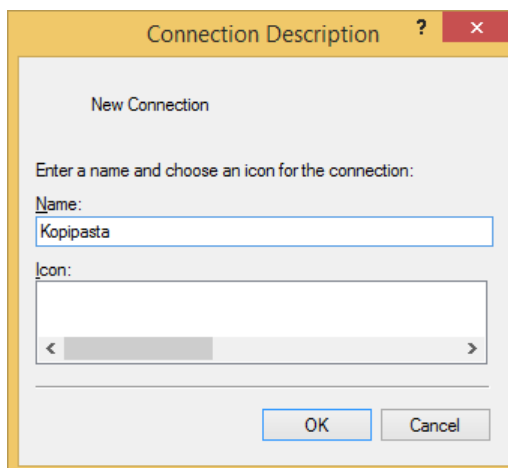 Connection Description ?
New Connection
Enter a name and choose an icon for the connection:
Name:
Kopipasta
Icon:
OK Cancel